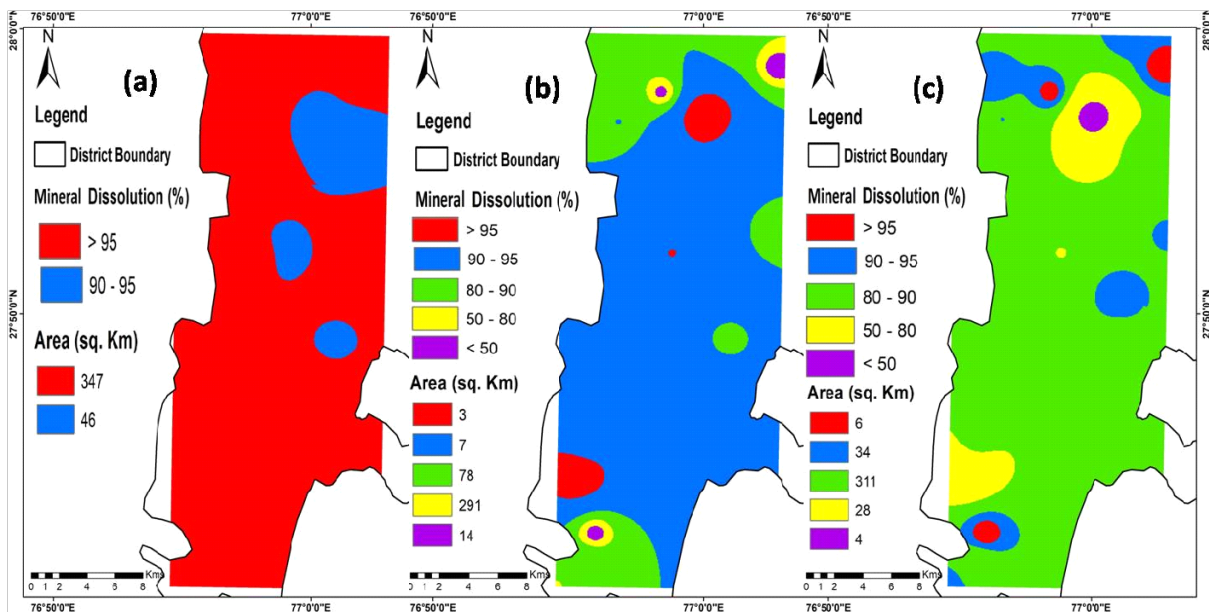 76°50'0"E
77°0'0"E
76°50'0"E
77°0'0"E
76°50'0"E
77°0'0"E
28°0'0"N
28°0'0"N
N
(a)
Legend
District Boundary
Mineral Dissolution (%)
> 95
90 - 95
Area (sq. Km)
347
46
0 1 2 4 6 8 Kms
N
(b)
Legend
District Boundary
Mineral Dissolution (%)
> 95
90 - 95
80 - 90
50 - 80
< 50
Area (sq. Km)
3
7
78
291
14
0 1 2 4 6 8 Kms
N
(c)
Legend
District Boundary
Mineral Dissolution (%)
> 95
90 - 95
80 - 90
50 - 80
< 50
Area (sq. Km)
6
34
311
28
4
0 1 2 4 6 8 Kms
27°50'0"N
27°50'0"N
76°50'0"E
77°0'0"E
76°50'0"E
77°0'0"E
76°50'0"E
77°0'0"E